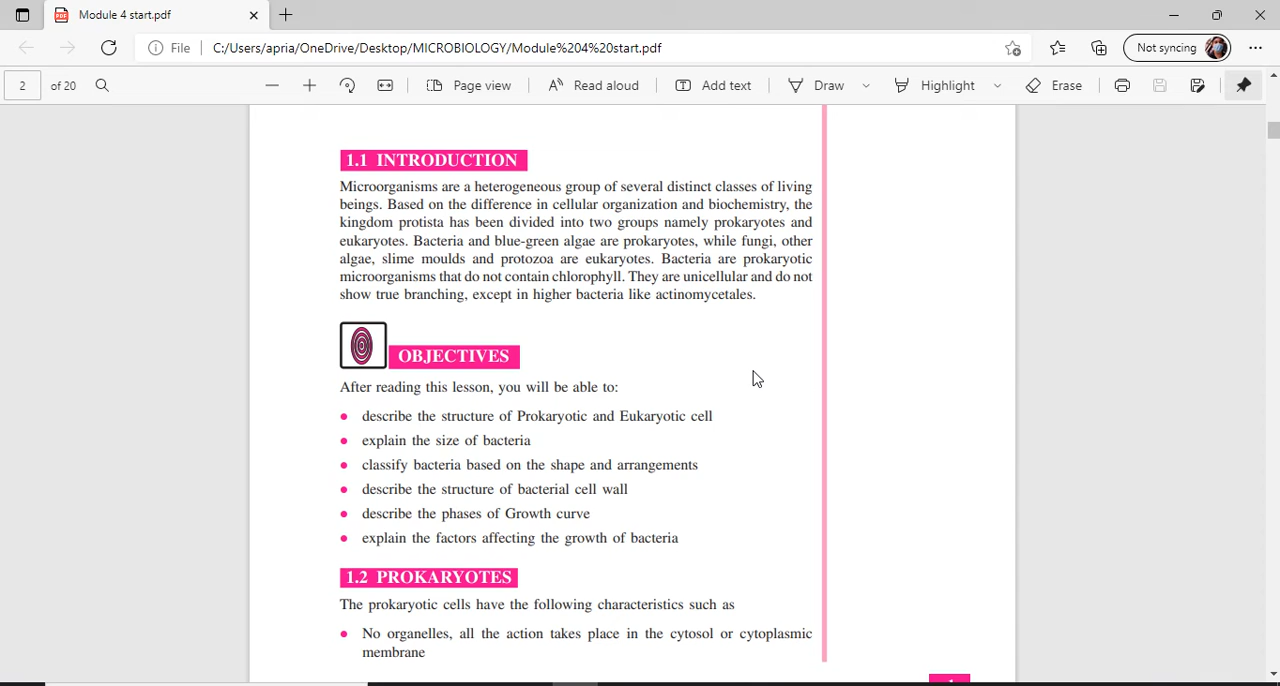 Module 4 start.pdf
File
C:/Users/apria/OneDrive/Desktop/MICROBIOLOGY/Module%204%20start.pdf
Not syncing
2 of 20
Page view
Read aloud
Add text
Draw
Highlight
Erase
1.1 INTRODUCTION
Microorganisms are a heterogeneous group of several distinct classes of living
beings. Based on the difference in cellular organization and biochemistry, the
kingdom protista has been divided into two groups namely prokaryotes and
eukaryotes. Bacteria and blue-green algae are prokaryotes, while fungi, other
algae, slime moulds and protozoa are eukaryotes. Bacteria are prokaryotic
microorganisms that do not contain chlorophyll. They are unicellular and do not
show true branching, except in higher bacteria like actinomycetales.
OBJECTIVES
After reading this lesson, you will be able to:
• describe the structure of Prokaryotic and Eukaryotic cell
• explain the size of bacteria
• classify bacteria based on the shape and arrangements
• describe the structure of bacterial cell wall
• describe the phases of Growth curve
• explain the factors affecting the growth of bacteria
1.2 PROKARYOTES
The prokaryotic cells have the following characteristics such as
• No organelles, all the action takes place in the cytosol or cytoplasmic
membrane